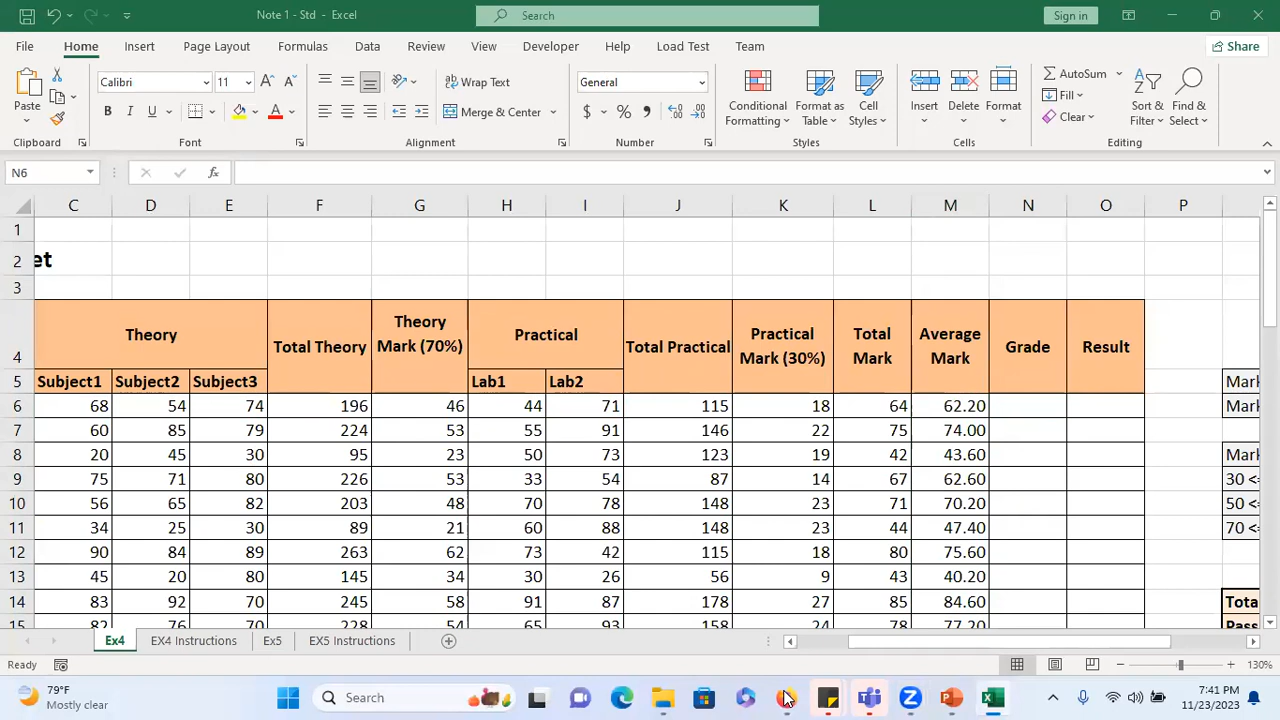 Note 1 - Std - Excel
Search
Sign in
File Home Insert Page Layout Formulas Data Review View Developer Help Load Test Team
Share
Paste
Calibri 11
B I U
Wrap Text
Merge & Center
General
$ % ,
Conditional Formatting
Format as Table
Cell Styles
Insert Delete Format
AutoSum
Fill
Clear
Sort & Filter
Find & Select
Clipboard Font Alignment Number Styles Cells Editing
N6 fx
C D E F G H I J K L M N O P
1
2 et
3
4 Theory Total Theory Theory Mark (70%) Practical Total Practical Practical Mark (30%) Total Mark Average Mark Grade Result
5 Subject1 Subject2 Subject3 Lab1 Lab2 Mark
6 68 54 74 196 46 44 71 115 18 64 62.20 Mark
7 60 85 79 224 53 55 91 146 22 75 74.00
8 20 45 30 95 23 50 73 123 19 42 43.60 Mark
9 75 71 80 226 53 33 54 87 14 67 62.60 30 <
10 56 65 82 203 48 70 78 148 23 71 70.20 50 <
11 34 25 30 89 21 60 88 148 23 44 47.40 70 <
12 90 84 89 263 62 73 42 115 18 80 75.60
13 45 20 80 145 34 30 26 56 9 43 40.20
14 83 92 70 245 58 91 87 178 27 85 84.60 Tota
15 82 76 70 228 54 65 93 158 24 78 77.20 Pass
Ex4 EX4 Instructions Ex5 EX5 Instructions
Ready 130%
79°F
Mostly clear
Search
7:41 PM
11/23/2023